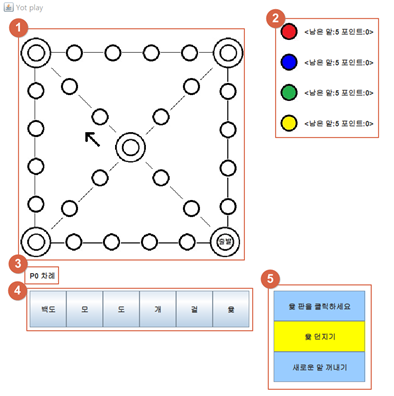 Yot play
1
2
<남은 말:5 포인트:0>
<남은 말:5 포인트:0>
<남은 말:5 포인트:0>
<남은 말:5 포인트:0>
출발
3
P0 차례
4
백도 모 도 개 걸 윷
5
윷 판을 클릭하세요
윷 던지기
새로운 말 꺼내기